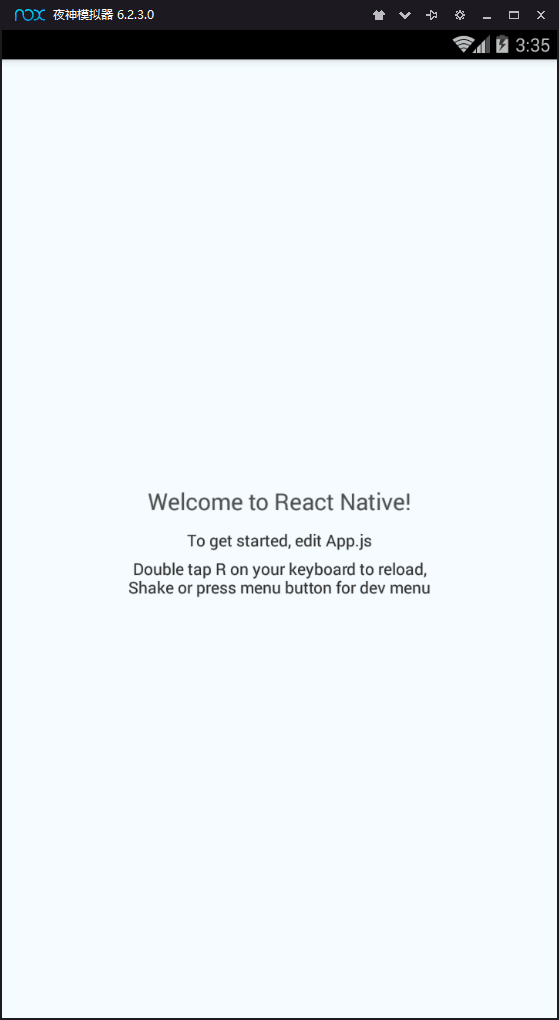 nox 夜神模拟器 6.2.3.0
3:35
Welcome to React Native!
To get started, edit App.js
Double tap R on your keyboard to reload,
Shake or press menu button for dev menu